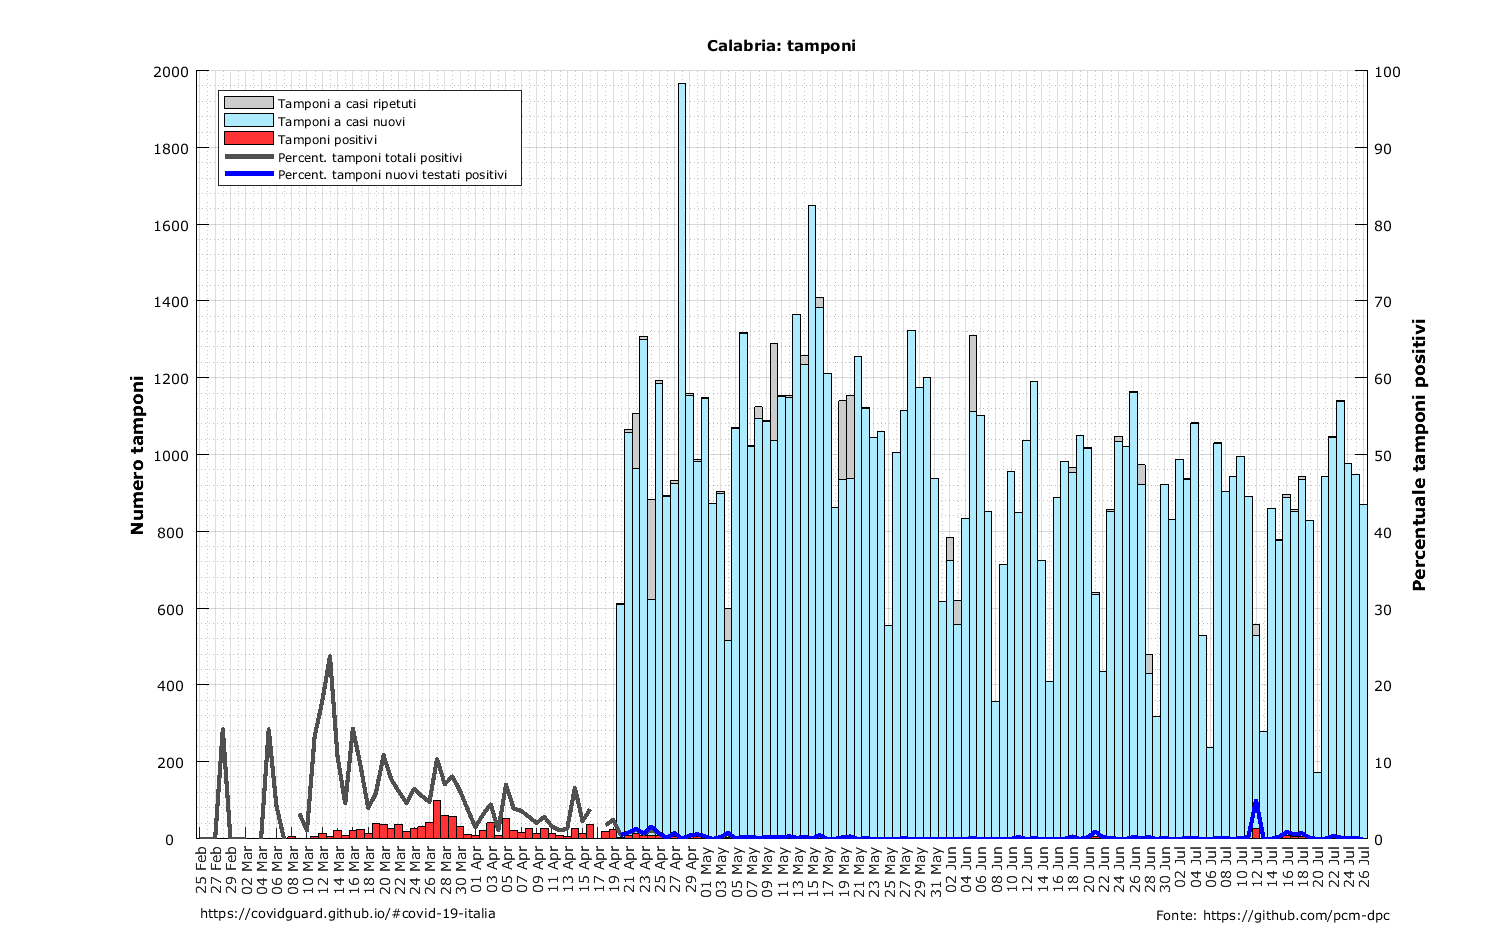 Calabria: tamponi
Numero tamponi
Percentuale tamponi positivi
Tamponi a casi ripetuti
Tamponi a casi nuovi
Tamponi positivi
Percent. tamponi totali positivi
Percent. tamponi nuovi testati positivi
2000
1800
1600
1400
1200
1000
800
600
400
200
0
100
90
80
70
60
50
40
30
20
10
0
25 Feb
27 Feb
29 Feb
02 Mar
04 Mar
06 Mar
08 Mar
10 Mar
12 Mar
14 Mar
16 Mar
18 Mar
20 Mar
22 Mar
24 Mar
26 Mar
28 Mar
30 Mar
01 Apr
03 Apr
05 Apr
07 Apr
09 Apr
11 Apr
13 Apr
15 Apr
17 Apr
19 Apr
21 Apr
23 Apr
25 Apr
27 Apr
29 Apr
01 May
03 May
05 May
07 May
09 May
11 May
13 May
15 May
17 May
19 May
21 May
23 May
25 May
27 May
29 May
31 May
02 Jun
04 Jun
06 Jun
08 Jun
10 Jun
12 Jun
14 Jun
16 Jun
18 Jun
20 Jun
22 Jun
24 Jun
26 Jun
28 Jun
30 Jun
02 Jul
04 Jul
06 Jul
08 Jul
10 Jul
12 Jul
14 Jul
16 Jul
18 Jul
20 Jul
22 Jul
24 Jul
26 Jul
https://covidguard.github.io/#covid-19-italia
Fonte: https://github.com/pcm-dpc